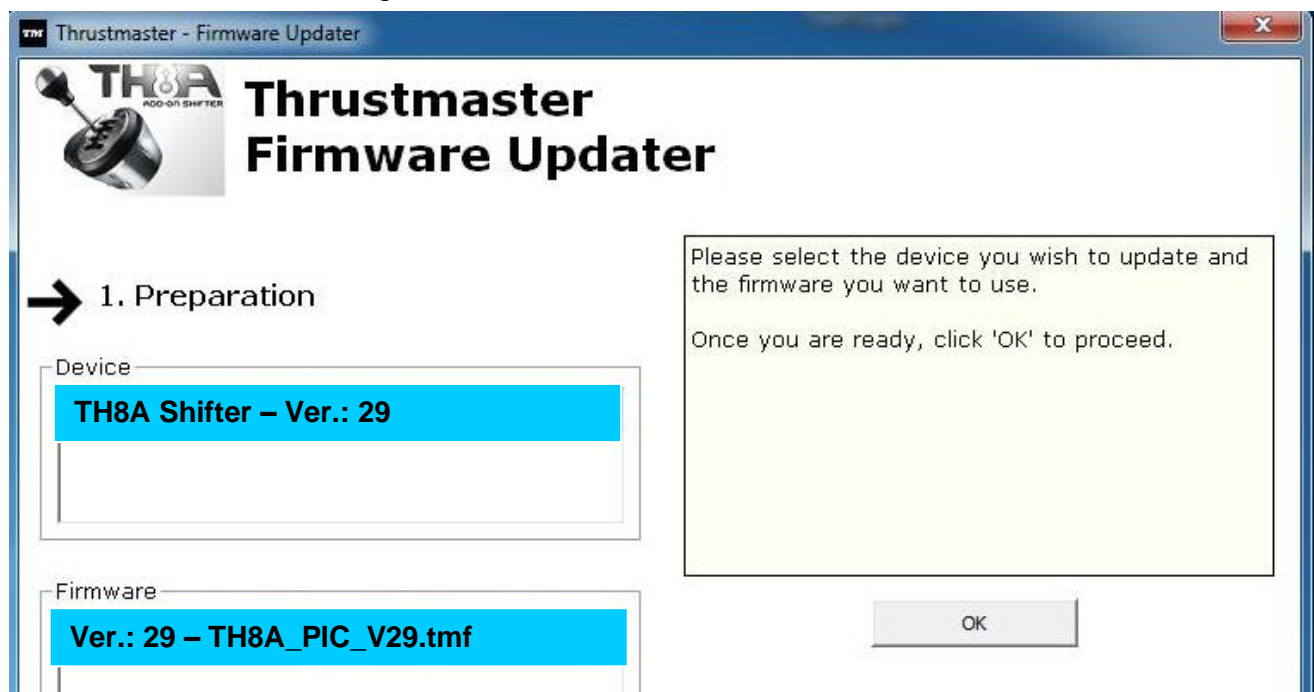 Thrustmaster - Firmware Updater
TH8A
ADD-ON SHIFTER
Thrustmaster
Firmware Updater
1. Preparation
Please select the device you wish to update and
the firmware you want to use.
Once you are ready, click 'OK' to proceed.
Device
TH8A Shifter – Ver.: 29
Firmware
Ver.: 29 – TH8A_PIC_V29.tmf
OK